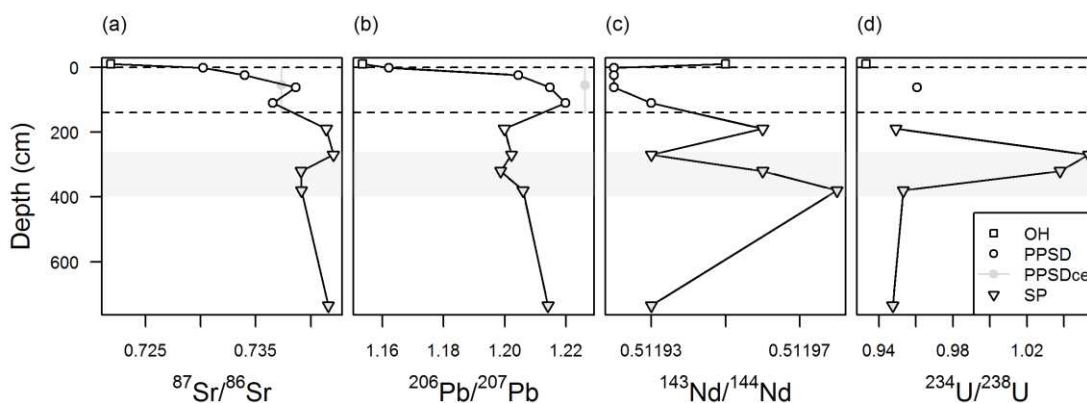 (a) (b) (c) (d)
Depth (cm)
0
200
400
600
0.725 0.735
1.16 1.18 1.20 1.22
0.51193 0.51197
0.94 0.98 1.02
⁸⁷Sr/⁸⁶Sr
²⁰⁶Pb/²⁰⁷Pb
¹⁴³Nd/¹⁴⁴Nd
²³⁴U/²³⁸U
OH
PPSD
PPSDce
SP